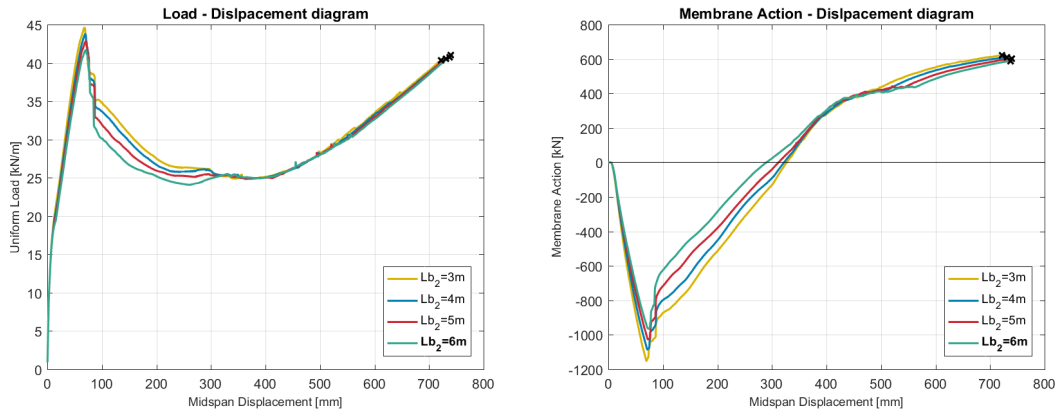 Load - Dislpacement diagram
45
40
35
30
25
20
15
10
5
0
Uniform Load [kN/m]
0 100 200 300 400 500 600 700 800
Midspan Displacement [mm]
Lb2=3m
Lb2=4m
Lb2=5m
Lb2=6m
Membrane Action - Dislpacement diagram
800
600
400
200
0
-200
-400
-600
-800
-1000
-1200
Membrane Action [kN]
0 100 200 300 400 500 600 700 800
Midspan Displacement [mm]
Lb2=3m
Lb2=4m
Lb2=5m
Lb2=6m